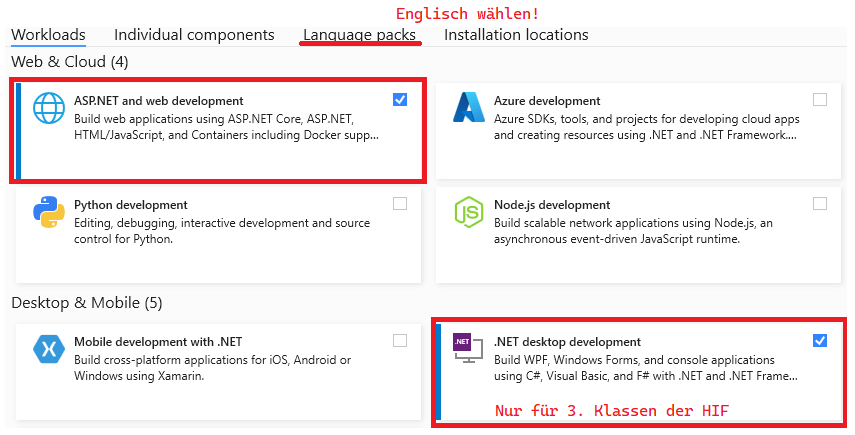 Englisch wählen!
Workloads Individual components Language packs Installation locations
Web & Cloud (4)
ASP.NET and web development
Build web applications using ASP.NET Core, ASP.NET,
HTML/JavaScript, and Containers including Docker supp...
Azure development
Azure SDKs, tools, and projects for developing cloud apps
and creating resources using .NET and .NET Framework....
Python development
Editing, debugging, interactive development and source
control for Python.
Node.js development
Build scalable network applications using Node.js, an
asynchronous event-driven JavaScript runtime.
Desktop & Mobile (5)
Mobile development with .NET
Build cross-platform applications for iOS, Android or
Windows using Xamarin.
.NET
.NET desktop development
Build WPF, Windows Forms, and console applications
using C#, Visual Basic, and F# with .NET and .NET Frame...
Nur für 3. Klassen der HIF